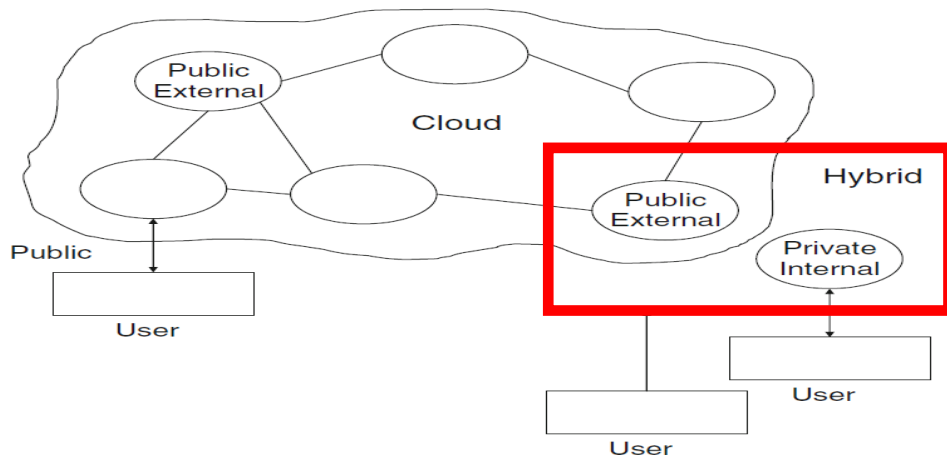 Public
External
Cloud
Hybrid
Public
External
Public
Private
Internal
User
User
User